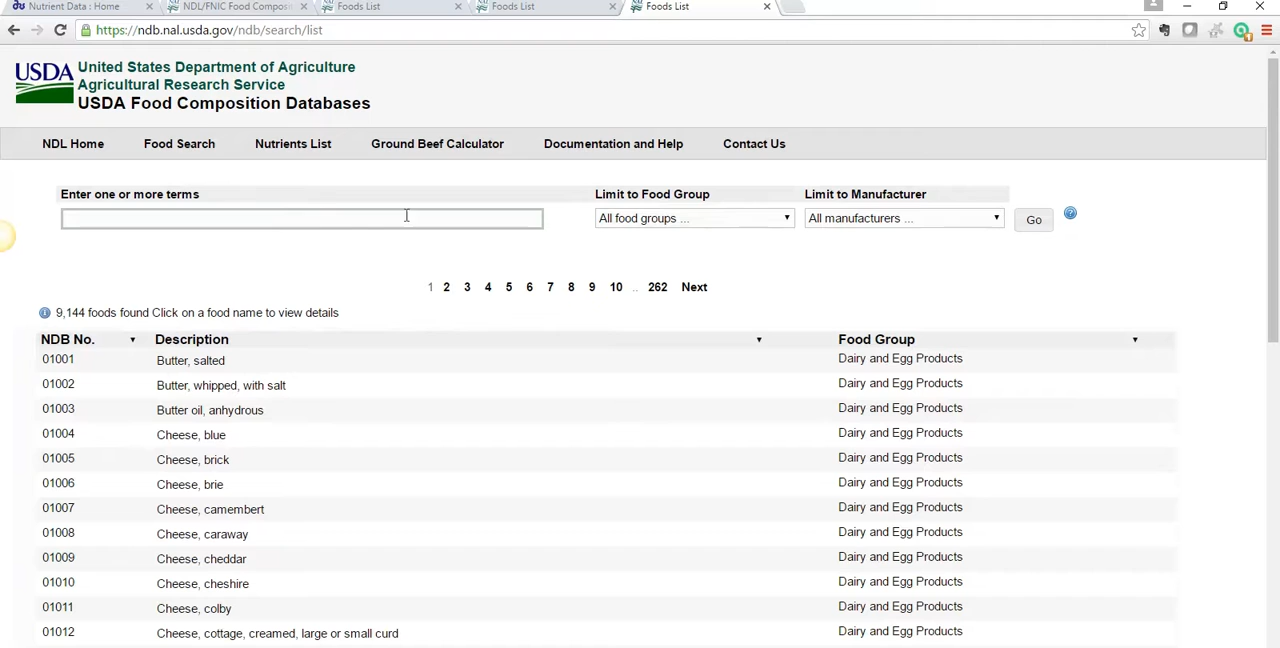 Nutrient Data : Home
NDL/FNIC Food Composi
Foods List
Foods List
Foods List
https://ndb.nal.usda.gov/ndb/search/list
USDA
United States Department of Agriculture
Agricultural Research Service
USDA Food Composition Databases
NDL Home Food Search Nutrients List Ground Beef Calculator Documentation and Help Contact Us
Enter one or more terms Limit to Food Group Limit to Manufacturer
All food groups ... All manufacturers ... Go
1 2 3 4 5 6 7 8 9 10 .. 262 Next
9,144 foods found Click on a food name to view details
NDB No. Description Food Group
01001 Butter, salted Dairy and Egg Products
01002 Butter, whipped, with salt Dairy and Egg Products
01003 Butter oil, anhydrous Dairy and Egg Products
01004 Cheese, blue Dairy and Egg Products
01005 Cheese, brick Dairy and Egg Products
01006 Cheese, brie Dairy and Egg Products
01007 Cheese, camembert Dairy and Egg Products
01008 Cheese, caraway Dairy and Egg Products
01009 Cheese, cheddar Dairy and Egg Products
01010 Cheese, cheshire Dairy and Egg Products
01011 Cheese, colby Dairy and Egg Products
01012 Cheese, cottage, creamed, large or small curd Dairy and Egg Products